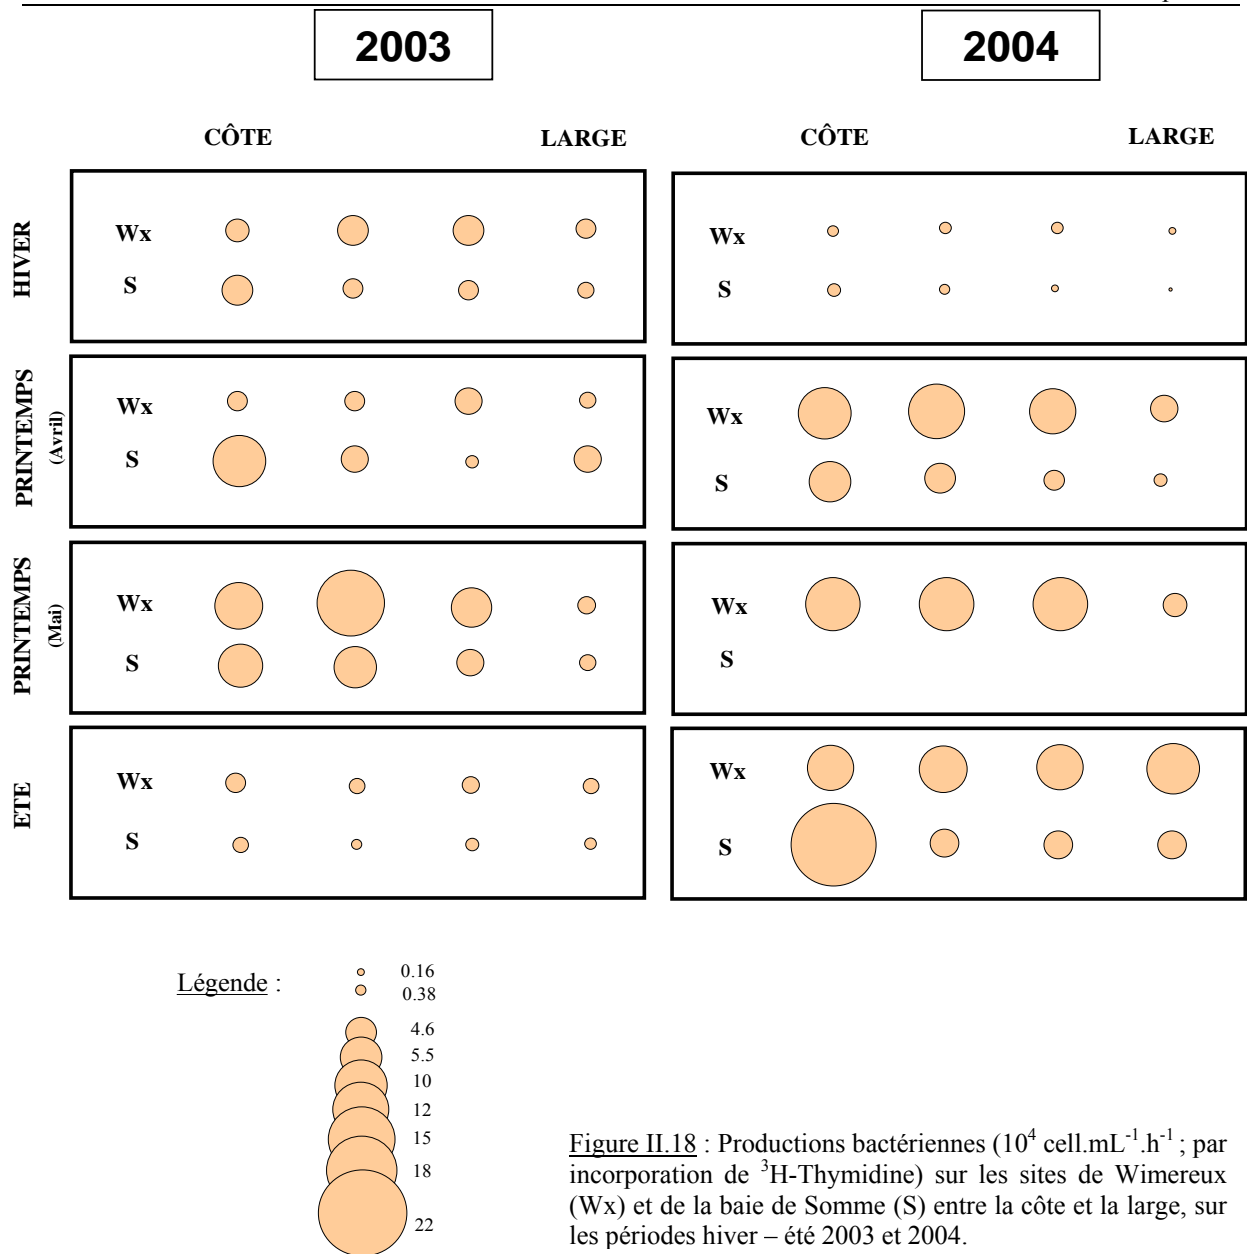 2003
2004
CÔTE
LARGE
CÔTE
LARGE
HIVER
Wx
S
Wx
S
PRINTEMPS
(Avril)
Wx
S
Wx
S
PRINTEMPS
(Mai)
Wx
S
Wx
S
ETE
Wx
S
Wx
S
Légende :
0.16
0.38
4.6
5.5
10
12
15
18
22
Figure II.18 : Productions bactériennes (10⁴ cell.mL⁻¹.h⁻¹ ; par
incorporation de ³H-Thymidine) sur les sites de Wimereux
(Wx) et de la baie de Somme (S) entre la côte et la large, sur
les périodes hiver – été 2003 et 2004.